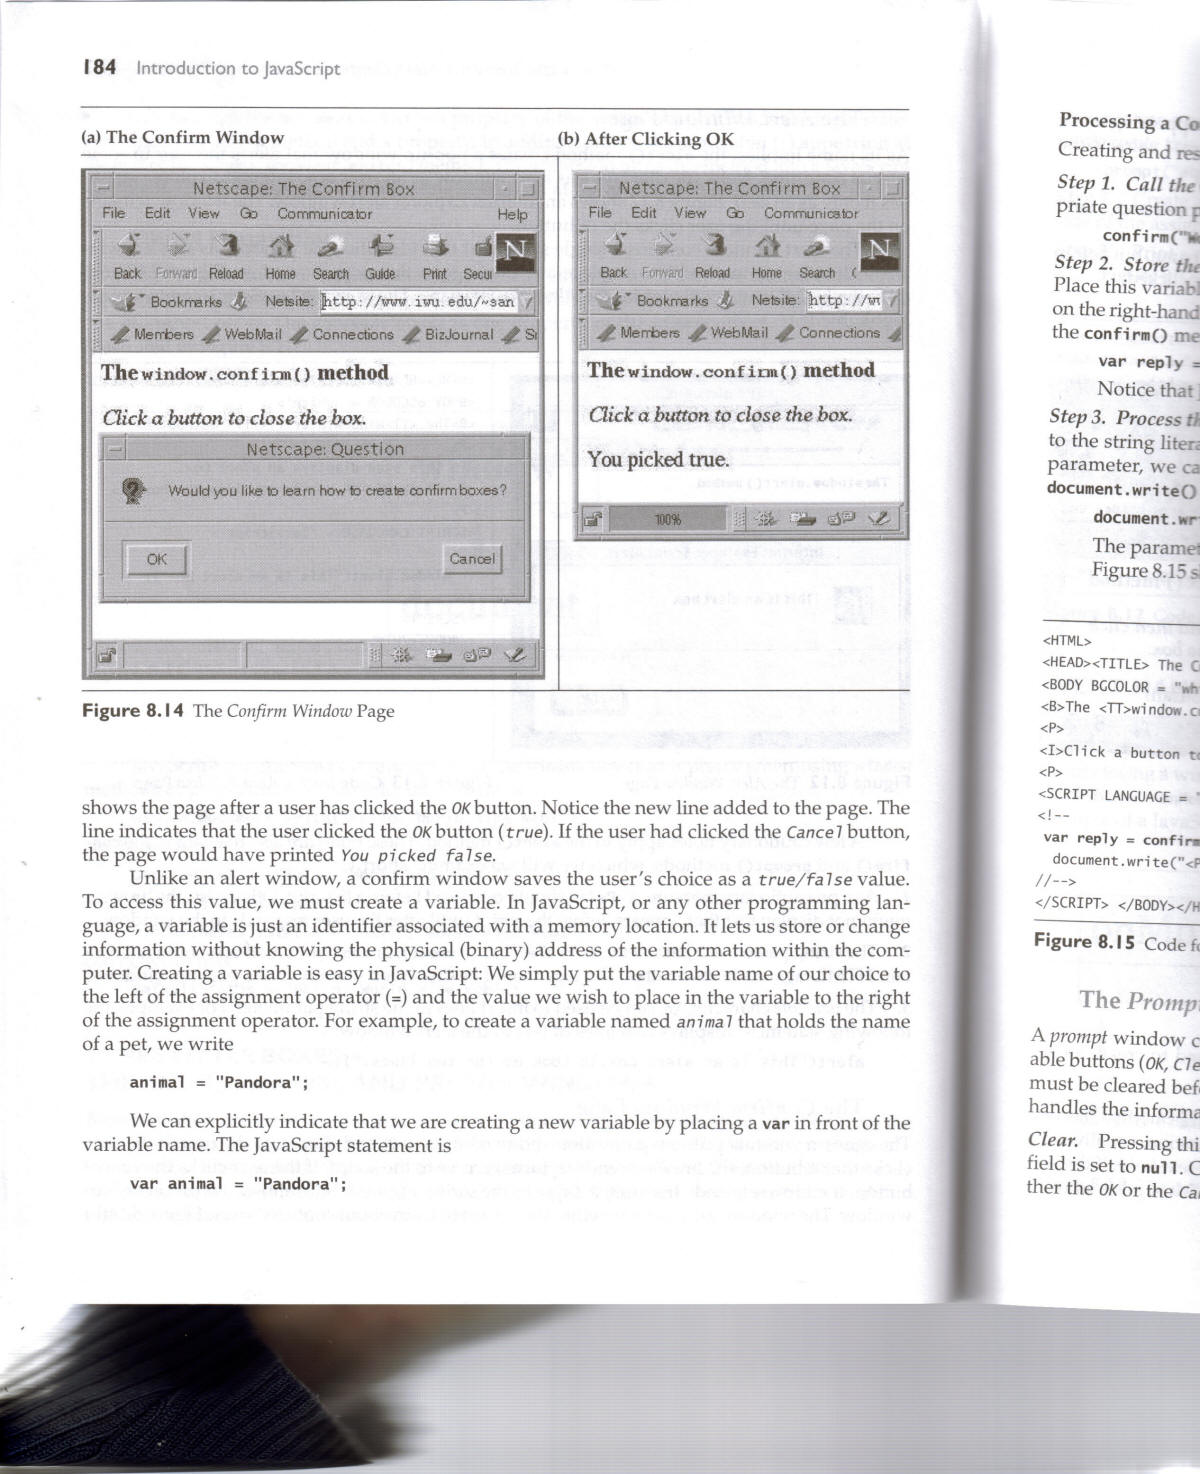 184 Introduction to JavaScript
(a) The Confirm Window
Netscape: The Confirm Box
File Edit View Go Communicator Help
Back Forward Reload Home Search Guide Print Secu
N
Bookmarks Netsite: http://www.iwu.edu/~san
Members WebMail Connections BizJournal
The window.confirm() method
Click a button to close the box.
Netscape: Question
Would you like to learn how to create confirm boxes?
OK Cancel
(b) After Clicking OK
Netscape: The Confirm Box
File Edit View Go Communicator
Back Forward Reload Home Search
N
Bookmarks Netsite: http://w
Members WebMail Connections
The window.confirm() method
Click a button to close the box.
You picked true.
100%
Figure 8.14 The Confirm Window Page
shows the page after a user has clicked the OK button. Notice the new line added to the page. The
line indicates that the user clicked the OK button (true). If the user had clicked the Cancel button,
the page would have printed You picked false.
Unlike an alert window, a confirm window saves the user's choice as a true/false value.
To access this value, we must create a variable. In JavaScript, or any other programming lan-
guage, a variable is just an identifier associated with a memory location. It lets us store or change
information without knowing the physical (binary) address of the information within the com-
puter. Creating a variable is easy in JavaScript: We simply put the variable name of our choice to
the left of the assignment operator (=) and the value we wish to place in the variable to the right
of the assignment operator. For example, to create a variable named animal that holds the name
of a pet, we write
animal = "Pandora";
We can explicitly indicate that we are creating a new variable by placing a var in front of the
variable name. The JavaScript statement is
var animal = "Pandora";
Processing a Co
Creating and res
Step 1. Call the
priate question p
confirm("W
Step 2. Store the
Place this variabl
on the right-hand
the confirm() me
var reply =
Notice that
Step 3. Process th
to the string litera
parameter, we ca
document.write()
document.wr
The paramet
Figure 8.15 s
<HTML>
<HEAD><TITLE> The C
<BODY BGCOLOR = "wh
<B>The <TT>window.c
<P>
<I>Click a button to
<P>
<SCRIPT LANGUAGE = "
<!--
var reply = confirm
document.write("<P
//-->
</SCRIPT> </BODY></H
Figure 8.15 Code fo
The Prompt
A prompt window c
able buttons (OK, Cle
must be cleared befo
handles the informa
Clear. Pressing thi
field is set to null. C
ther the OK or the Ca